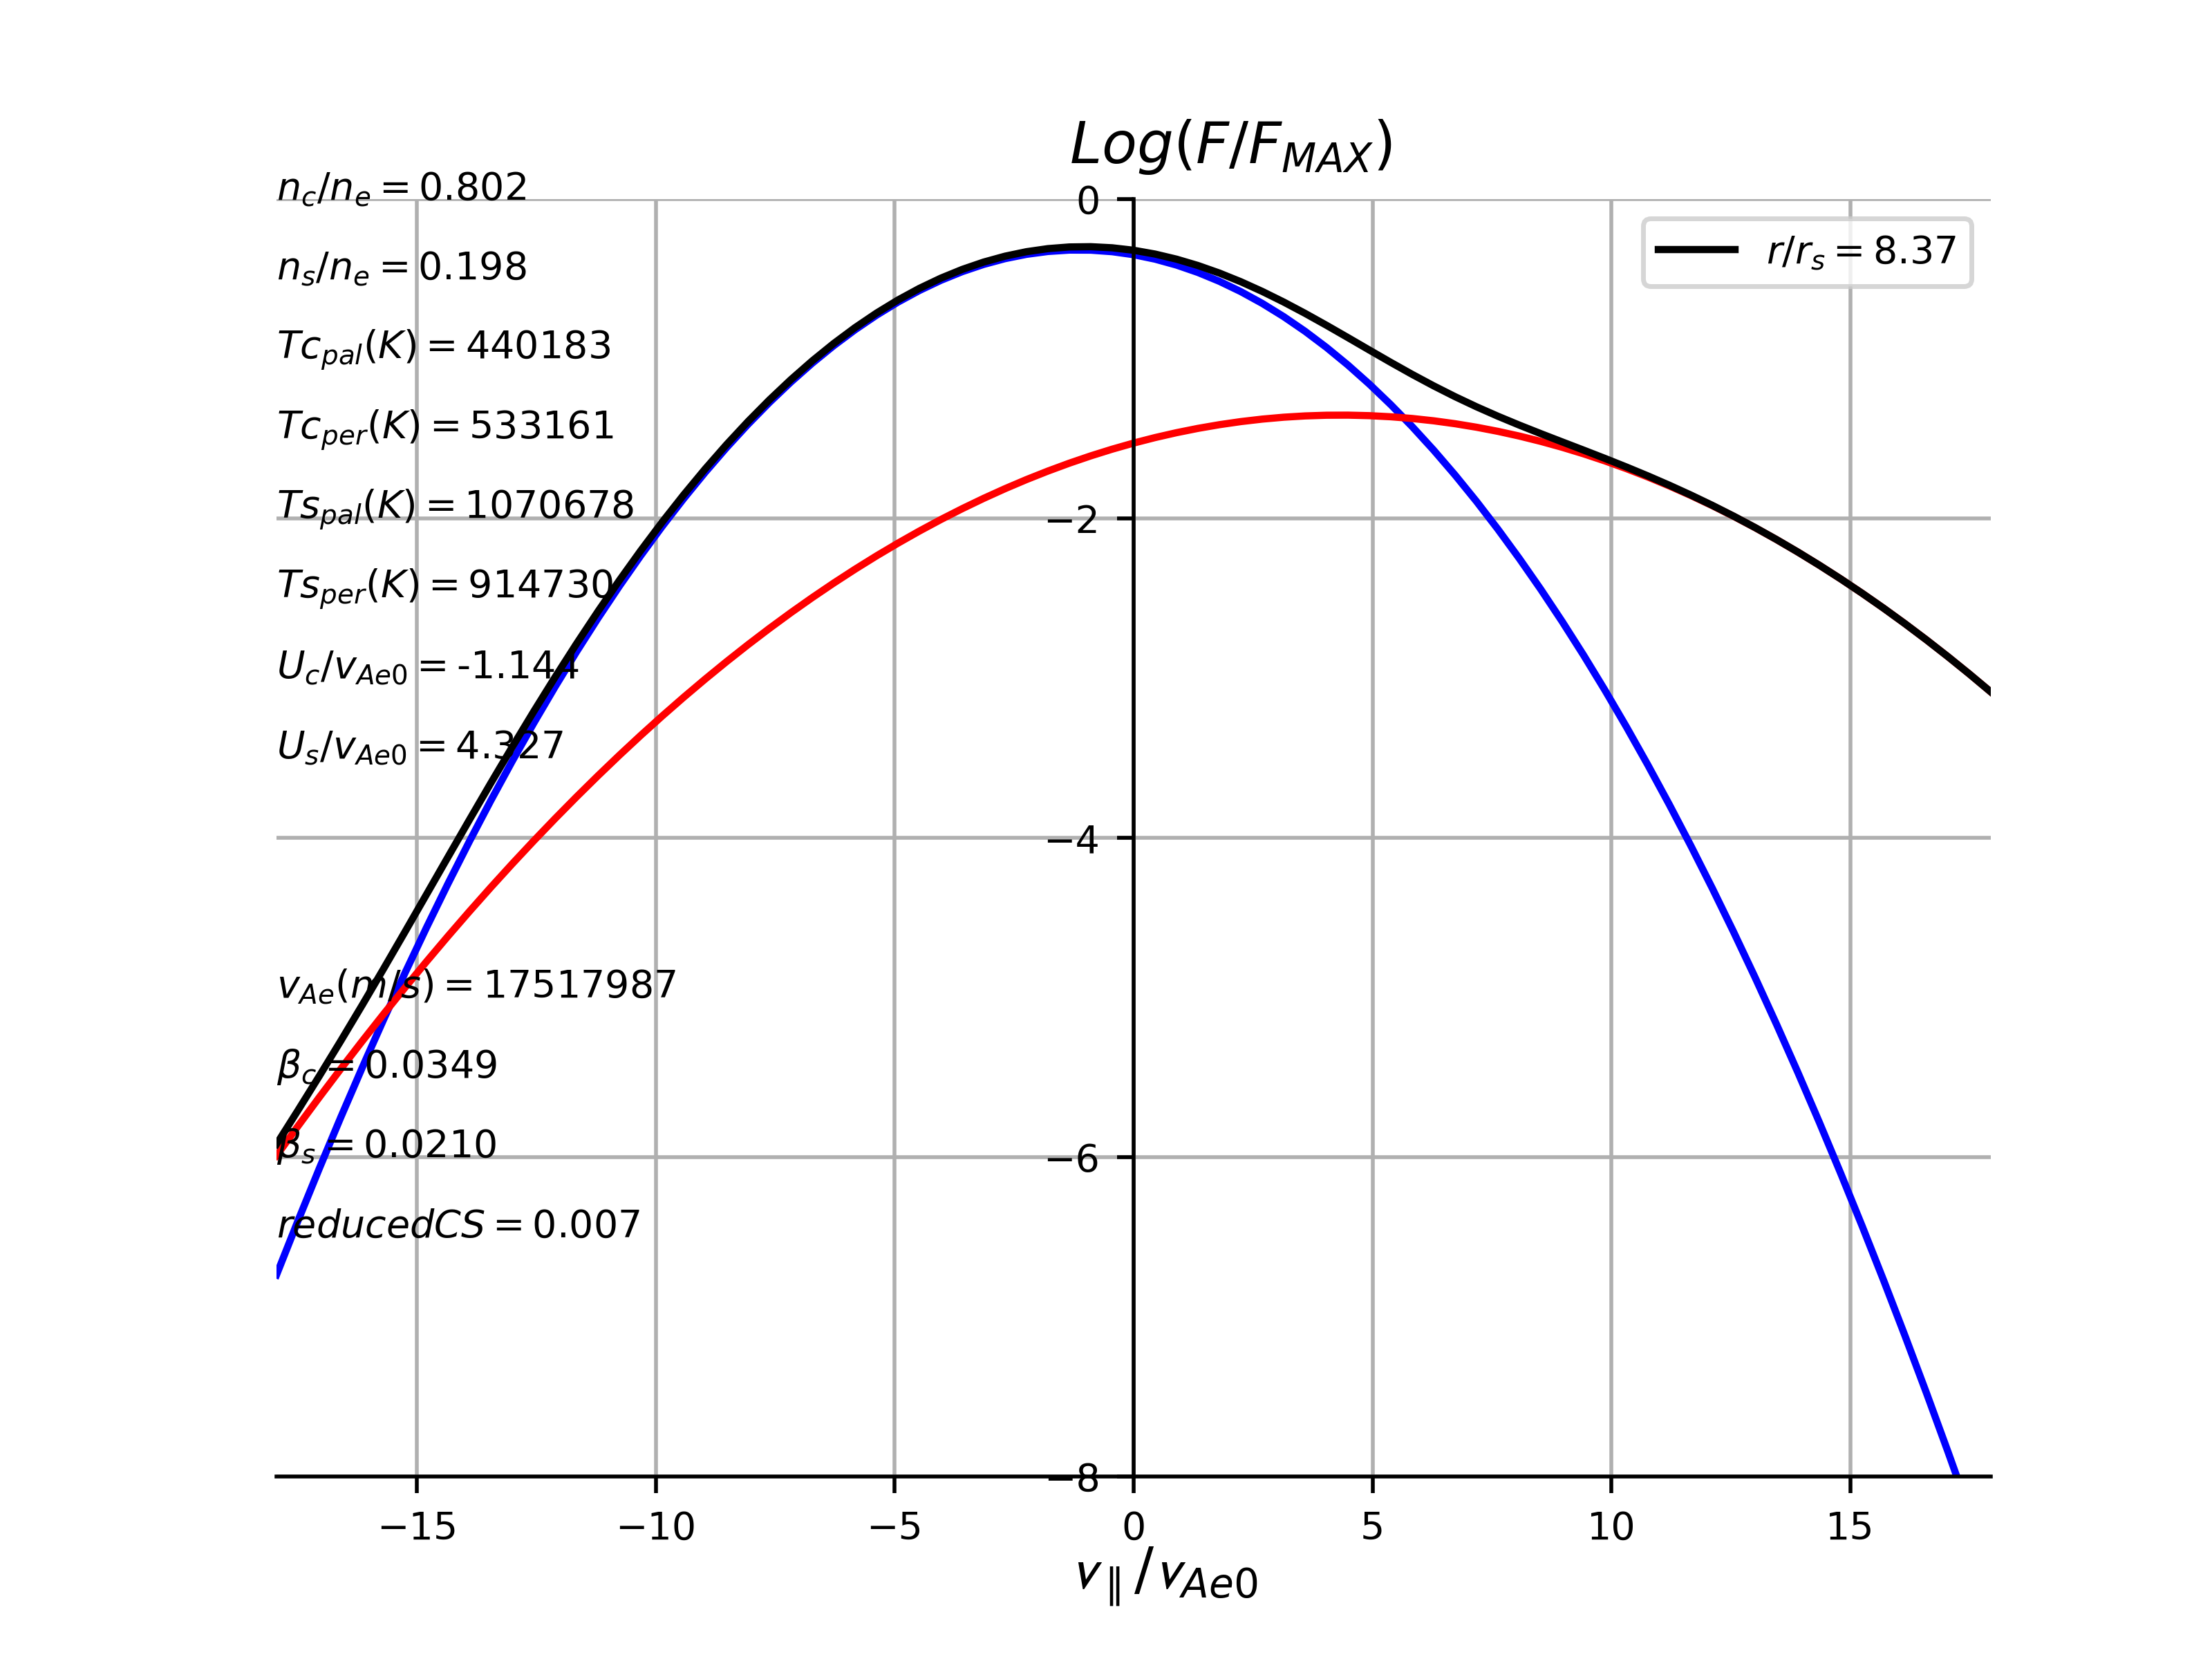 Log(F/F_MAX)
n_c/n_e = 0.802
0
r/r_s = 8.37
n_s/n_e = 0.198
Tc_pal(K) = 440183
Tc_per(K) = 533161
Ts_pal(K) = 1070678
−2
Ts_per(K) = 914730
U_c/v_Ae0 = -1.144
U_s/v_Ae0 = 4.327
−4
v_Ae(m/s) = 17517987
β_c = 0.0349
β_s = 0.0210
−6
reducedCS = 0.007
−8
−15 −10 −5 0 5 10 15
v_∥/v_Ae0